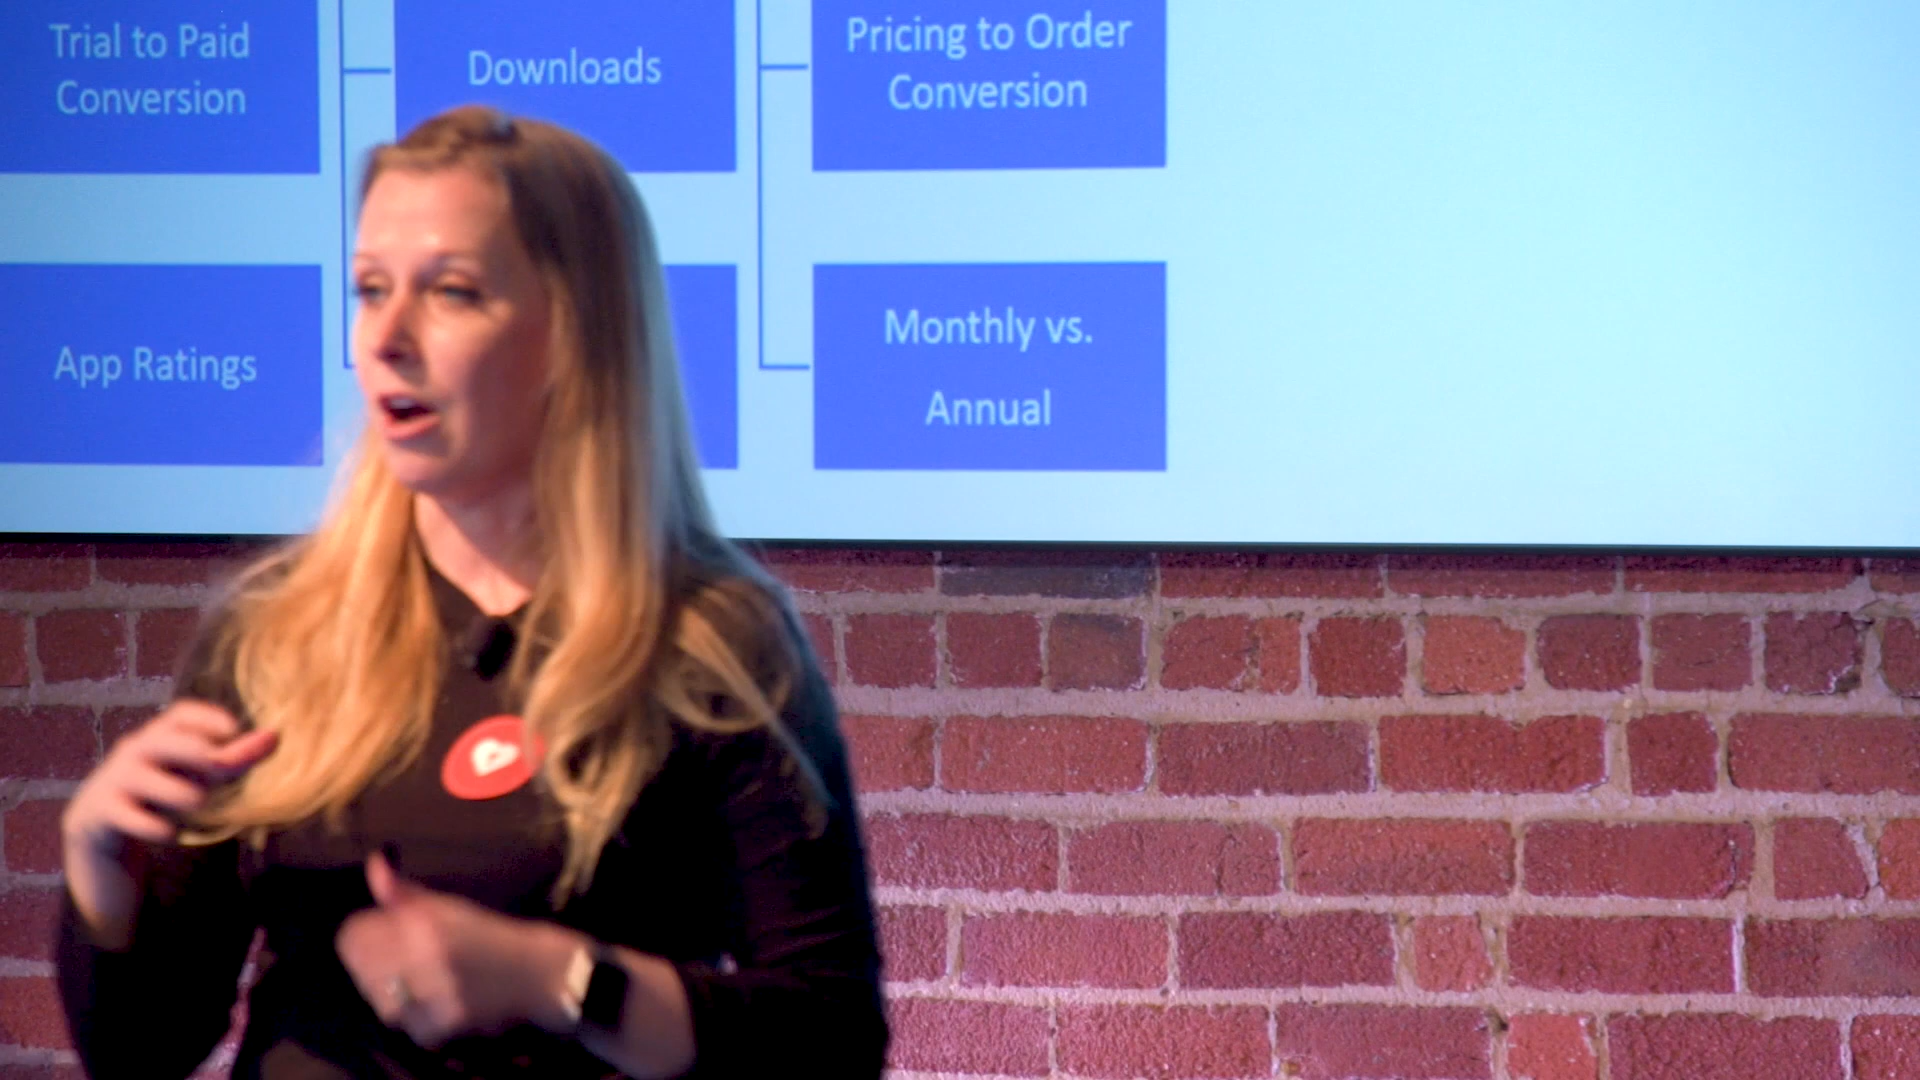 Trial to Paid
Conversion
Downloads
Pricing to Order
Conversion
App Ratings
Monthly vs.
Annual